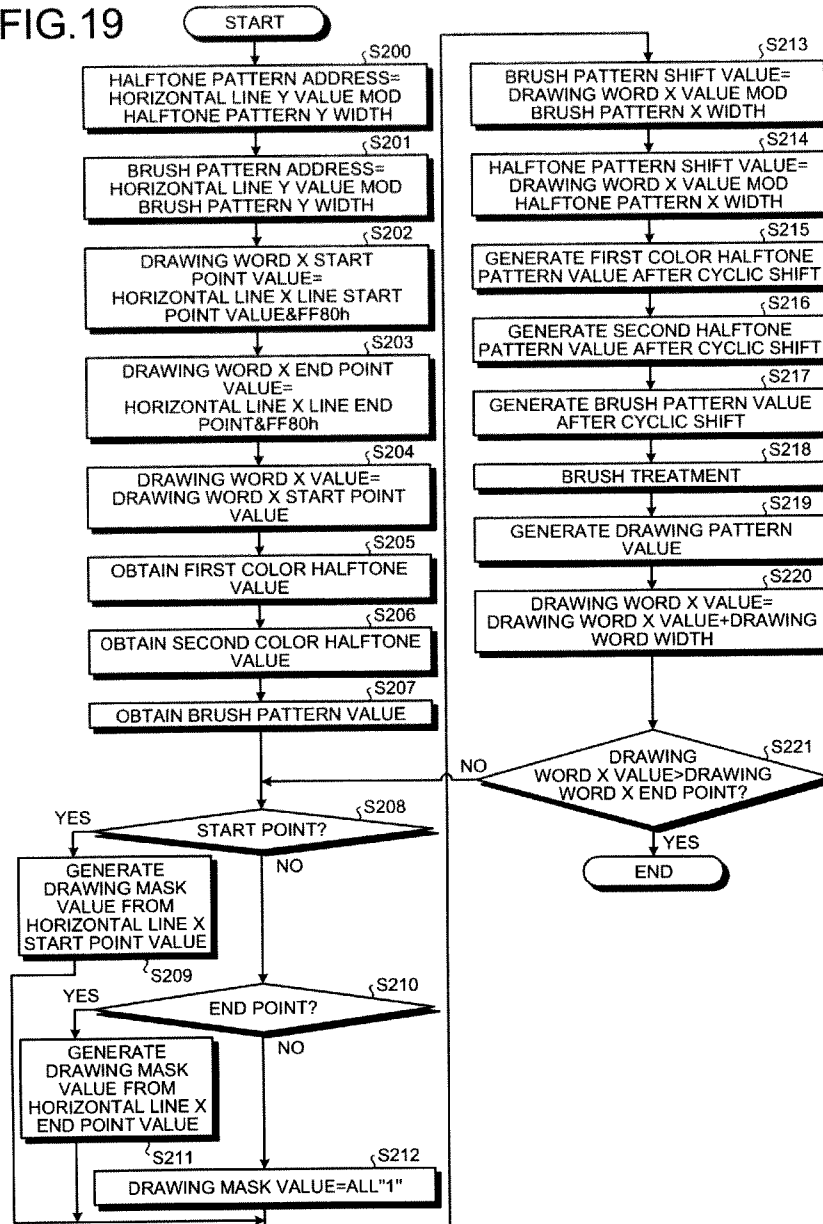 FIG.19
START
S200
HALFTONE PATTERN ADDRESS=
HORIZONTAL LINE Y VALUE MOD
HALFTONE PATTERN Y WIDTH
S201
BRUSH PATTERN ADDRESS=
HORIZONTAL LINE Y VALUE MOD
BRUSH PATTERN Y WIDTH
S202
DRAWING WORD X START
POINT VALUE=
HORIZONTAL LINE X LINE START
POINT VALUE&FF80h
S203
DRAWING WORD X END POINT
VALUE=
HORIZONTAL LINE X LINE END
POINT&FF80h
S204
DRAWING WORD X VALUE=
DRAWING WORD X START POINT
VALUE
S205
OBTAIN FIRST COLOR HALFTONE
VALUE
S206
OBTAIN SECOND COLOR HALFTONE
VALUE
S207
OBTAIN BRUSH PATTERN VALUE
S208
START POINT?
YES
NO
GENERATE
DRAWING MASK
VALUE FROM
HORIZONTAL LINE X
START POINT VALUE
S209
S210
END POINT?
YES
NO
GENERATE
DRAWING MASK
VALUE FROM
HORIZONTAL LINE X
END POINT VALUE
S211
S212
DRAWING MASK VALUE=ALL"1"
S213
BRUSH PATTERN SHIFT VALUE=
DRAWING WORD X VALUE MOD
BRUSH PATTERN X WIDTH
S214
HALFTONE PATTERN SHIFT VALUE=
DRAWING WORD X VALUE MOD
HALFTONE PATTERN X WIDTH
S215
GENERATE FIRST COLOR HALFTONE
PATTERN VALUE AFTER CYCLIC SHIFT
S216
GENERATE SECOND HALFTONE
PATTERN VALUE AFTER CYCLIC SHIFT
S217
GENERATE BRUSH PATTERN VALUE
AFTER CYCLIC SHIFT
S218
BRUSH TREATMENT
S219
GENERATE DRAWING PATTERN
VALUE
S220
DRAWING WORD X VALUE=
DRAWING WORD X VALUE+DRAWING
WORD WIDTH
S221
DRAWING
WORD X VALUE>DRAWING
WORD X END POINT?
NO
YES
END